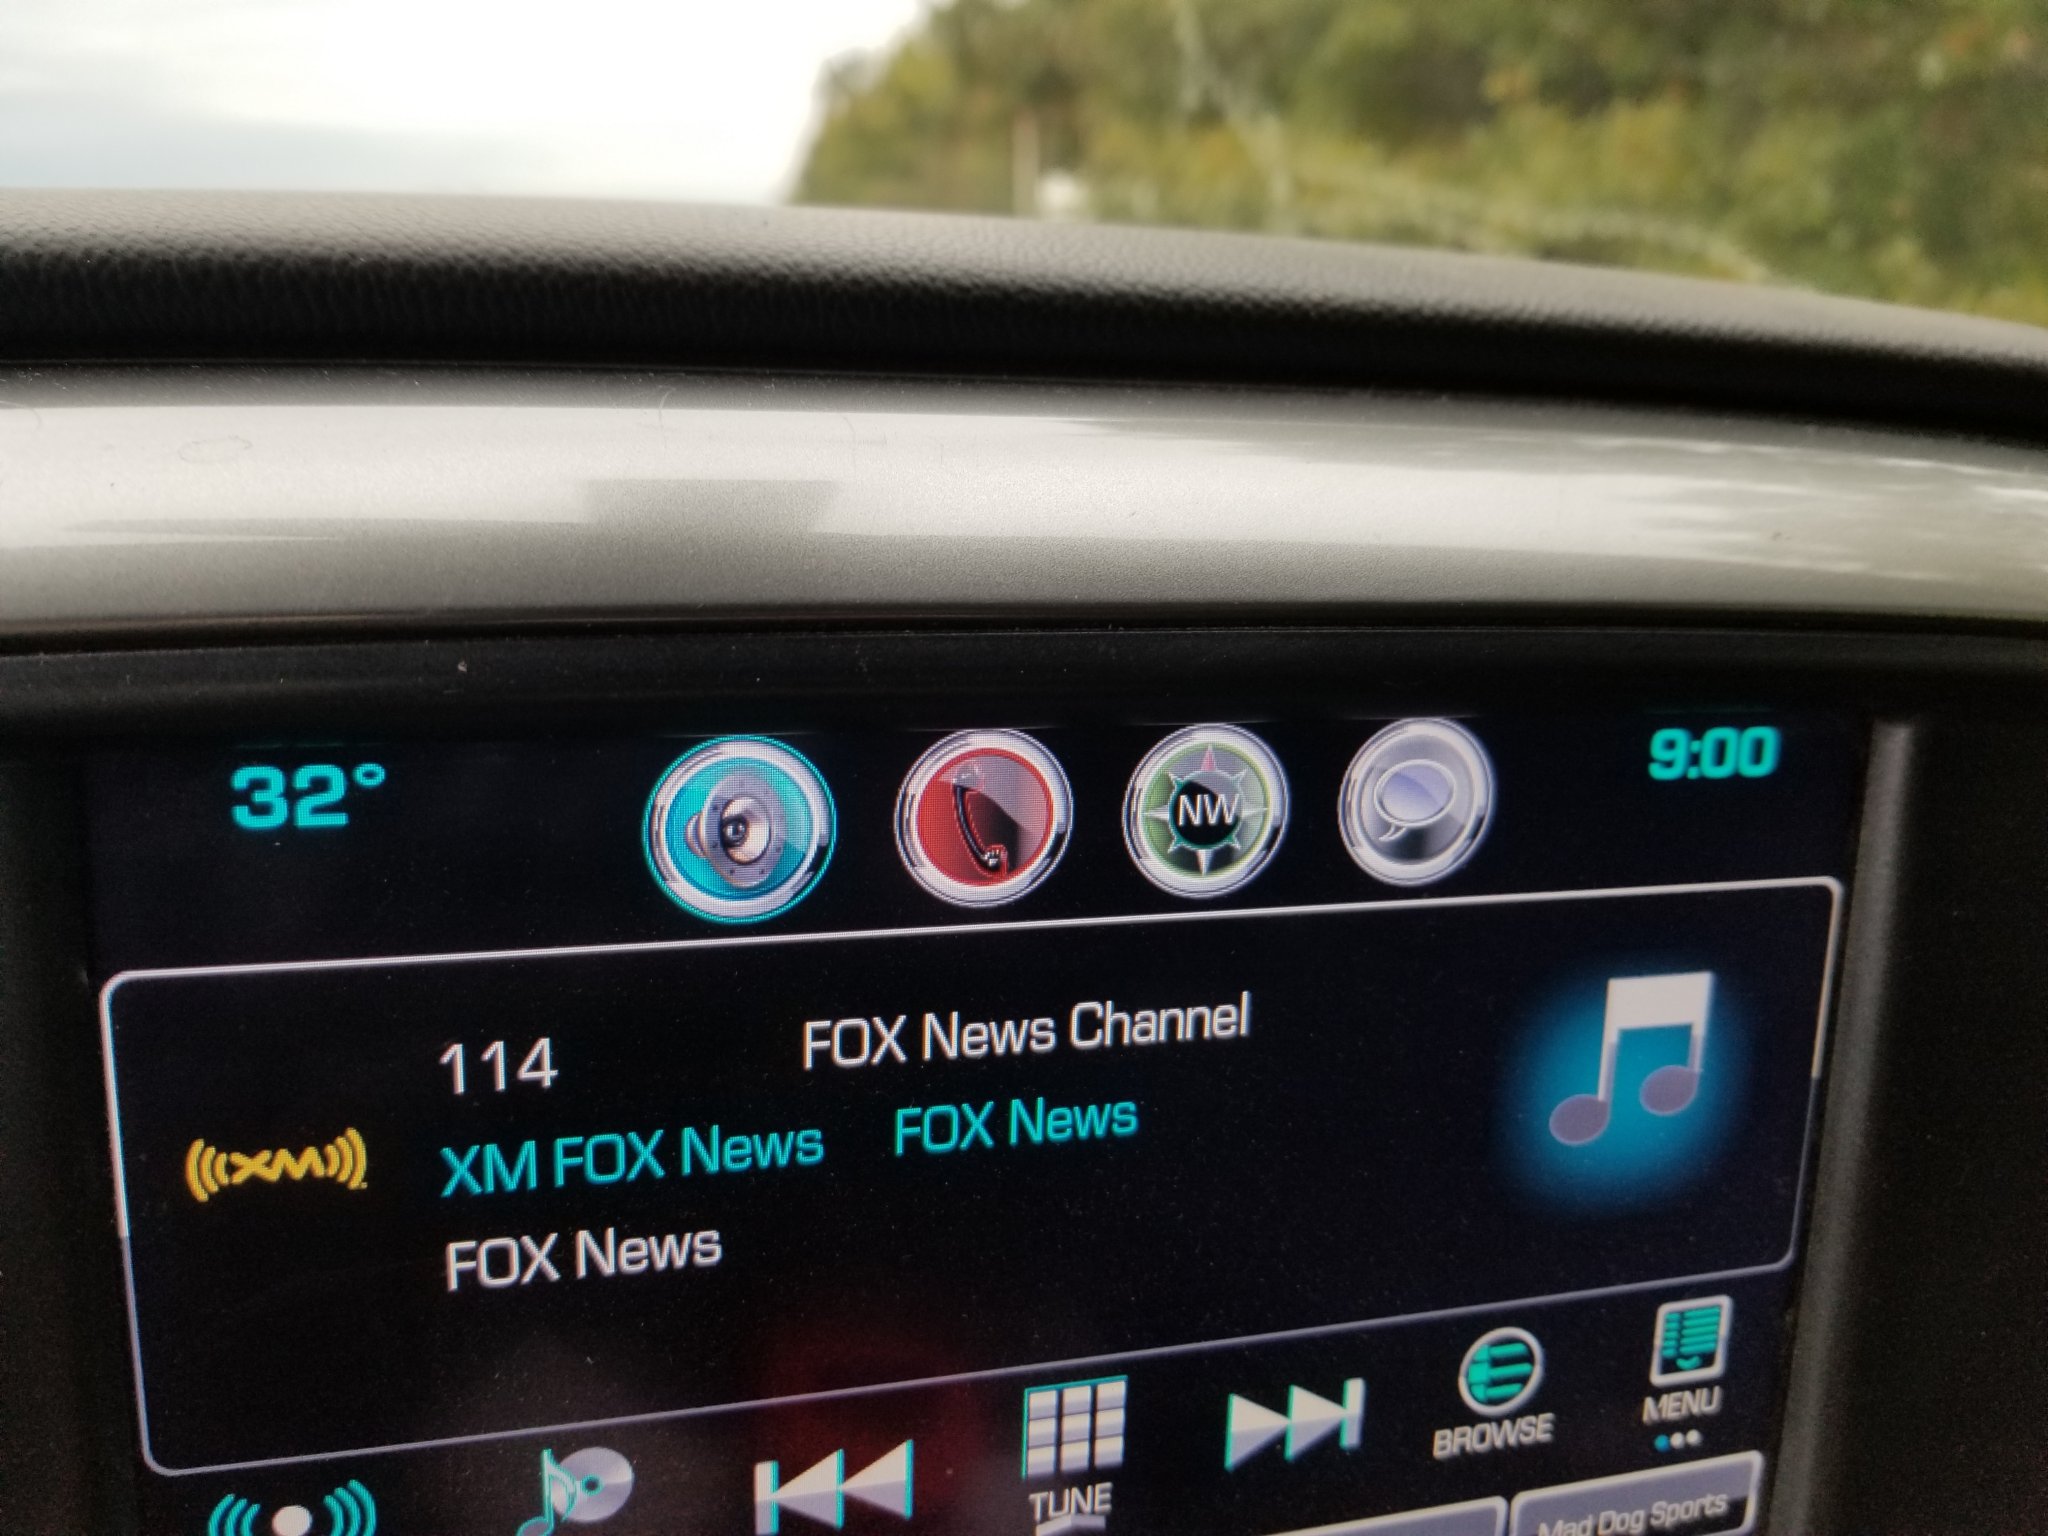 32° NW 9:00
114 FOX News Channel
XM XM FOX News FOX News
FOX News
TUNE BROWSE MENU
Mad Dog Sports